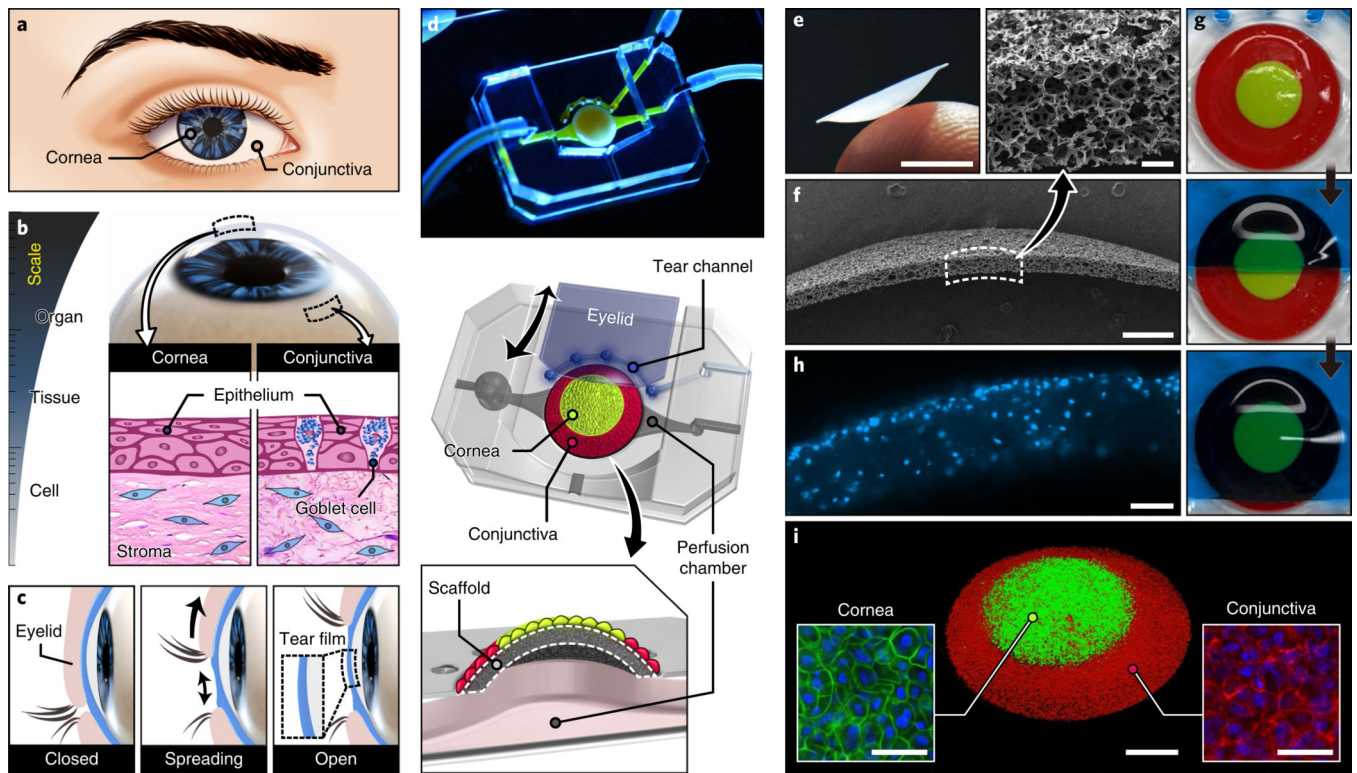 a
Cornea
Conjunctiva
b
Scale
Organ
Cornea
Conjunctiva
Tissue
Epithelium
Cell
Goblet cell
Stroma
c
Eyelid
Tear film
Closed
Spreading
Open
d
Tear channel
Eyelid
Cornea
Conjunctiva
Perfusion
chamber
Scaffold
e
f
g
h
i
Cornea
Conjunctiva